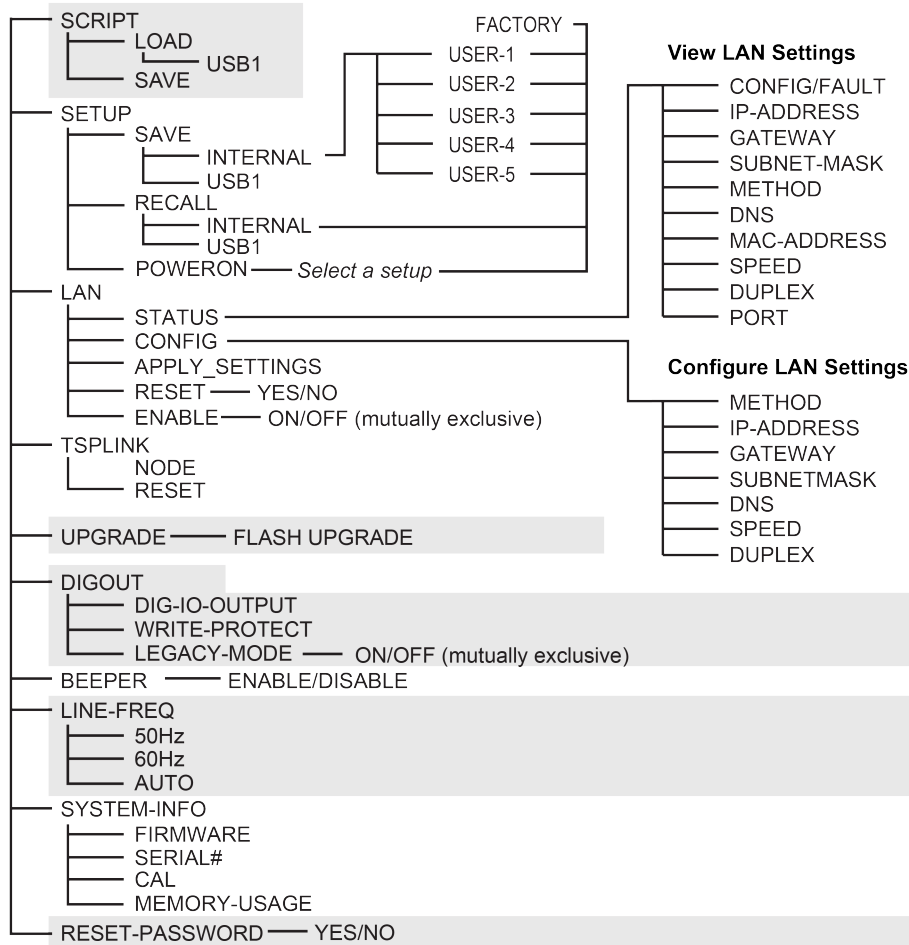 SCRIPT
LOAD
USB1
SAVE
SETUP
SAVE
INTERNAL
USB1
RECALL
INTERNAL
USB1
POWERON
Select a setup
FACTORY
USER-1
USER-2
USER-3
USER-4
USER-5
LAN
STATUS
CONFIG
APPLY_SETTINGS
RESET YES/NO
ENABLE ON/OFF (mutually exclusive)
View LAN Settings
CONFIG/FAULT
IP-ADDRESS
GATEWAY
SUBNET-MASK
METHOD
DNS
MAC-ADDRESS
SPEED
DUPLEX
PORT
Configure LAN Settings
METHOD
IP-ADDRESS
GATEWAY
SUBNETMASK
DNS
SPEED
DUPLEX
TSPLINK
NODE
RESET
UPGRADE FLASH UPGRADE
DIGOUT
DIG-IO-OUTPUT
WRITE-PROTECT
LEGACY-MODE ON/OFF (mutually exclusive)
BEEPER ENABLE/DISABLE
LINE-FREQ
50Hz
60Hz
AUTO
SYSTEM-INFO
FIRMWARE
SERIAL#
CAL
MEMORY-USAGE
RESET-PASSWORD YES/NO